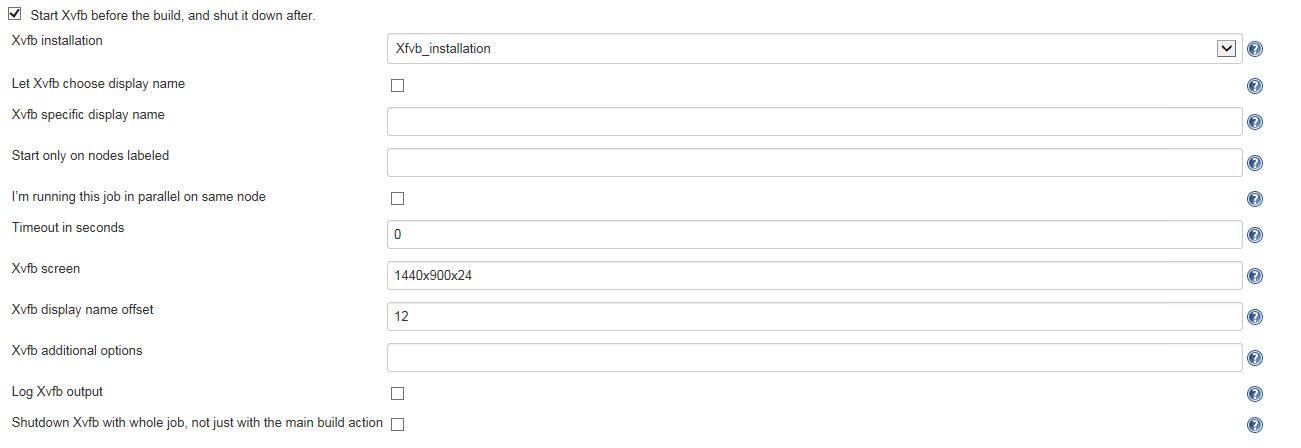 Start Xvfb before the build, and shut it down after.
Xvfb installation
Xfvb_installation
Let Xvfb choose display name
Xvfb specific display name
Start only on nodes labeled
I'm running this job in parallel on same node
Timeout in seconds
0
Xvfb screen
1440x900x24
Xvfb display name offset
12
Xvfb additional options
Log Xvfb output
Shutdown Xvfb with whole job, not just with the main build action